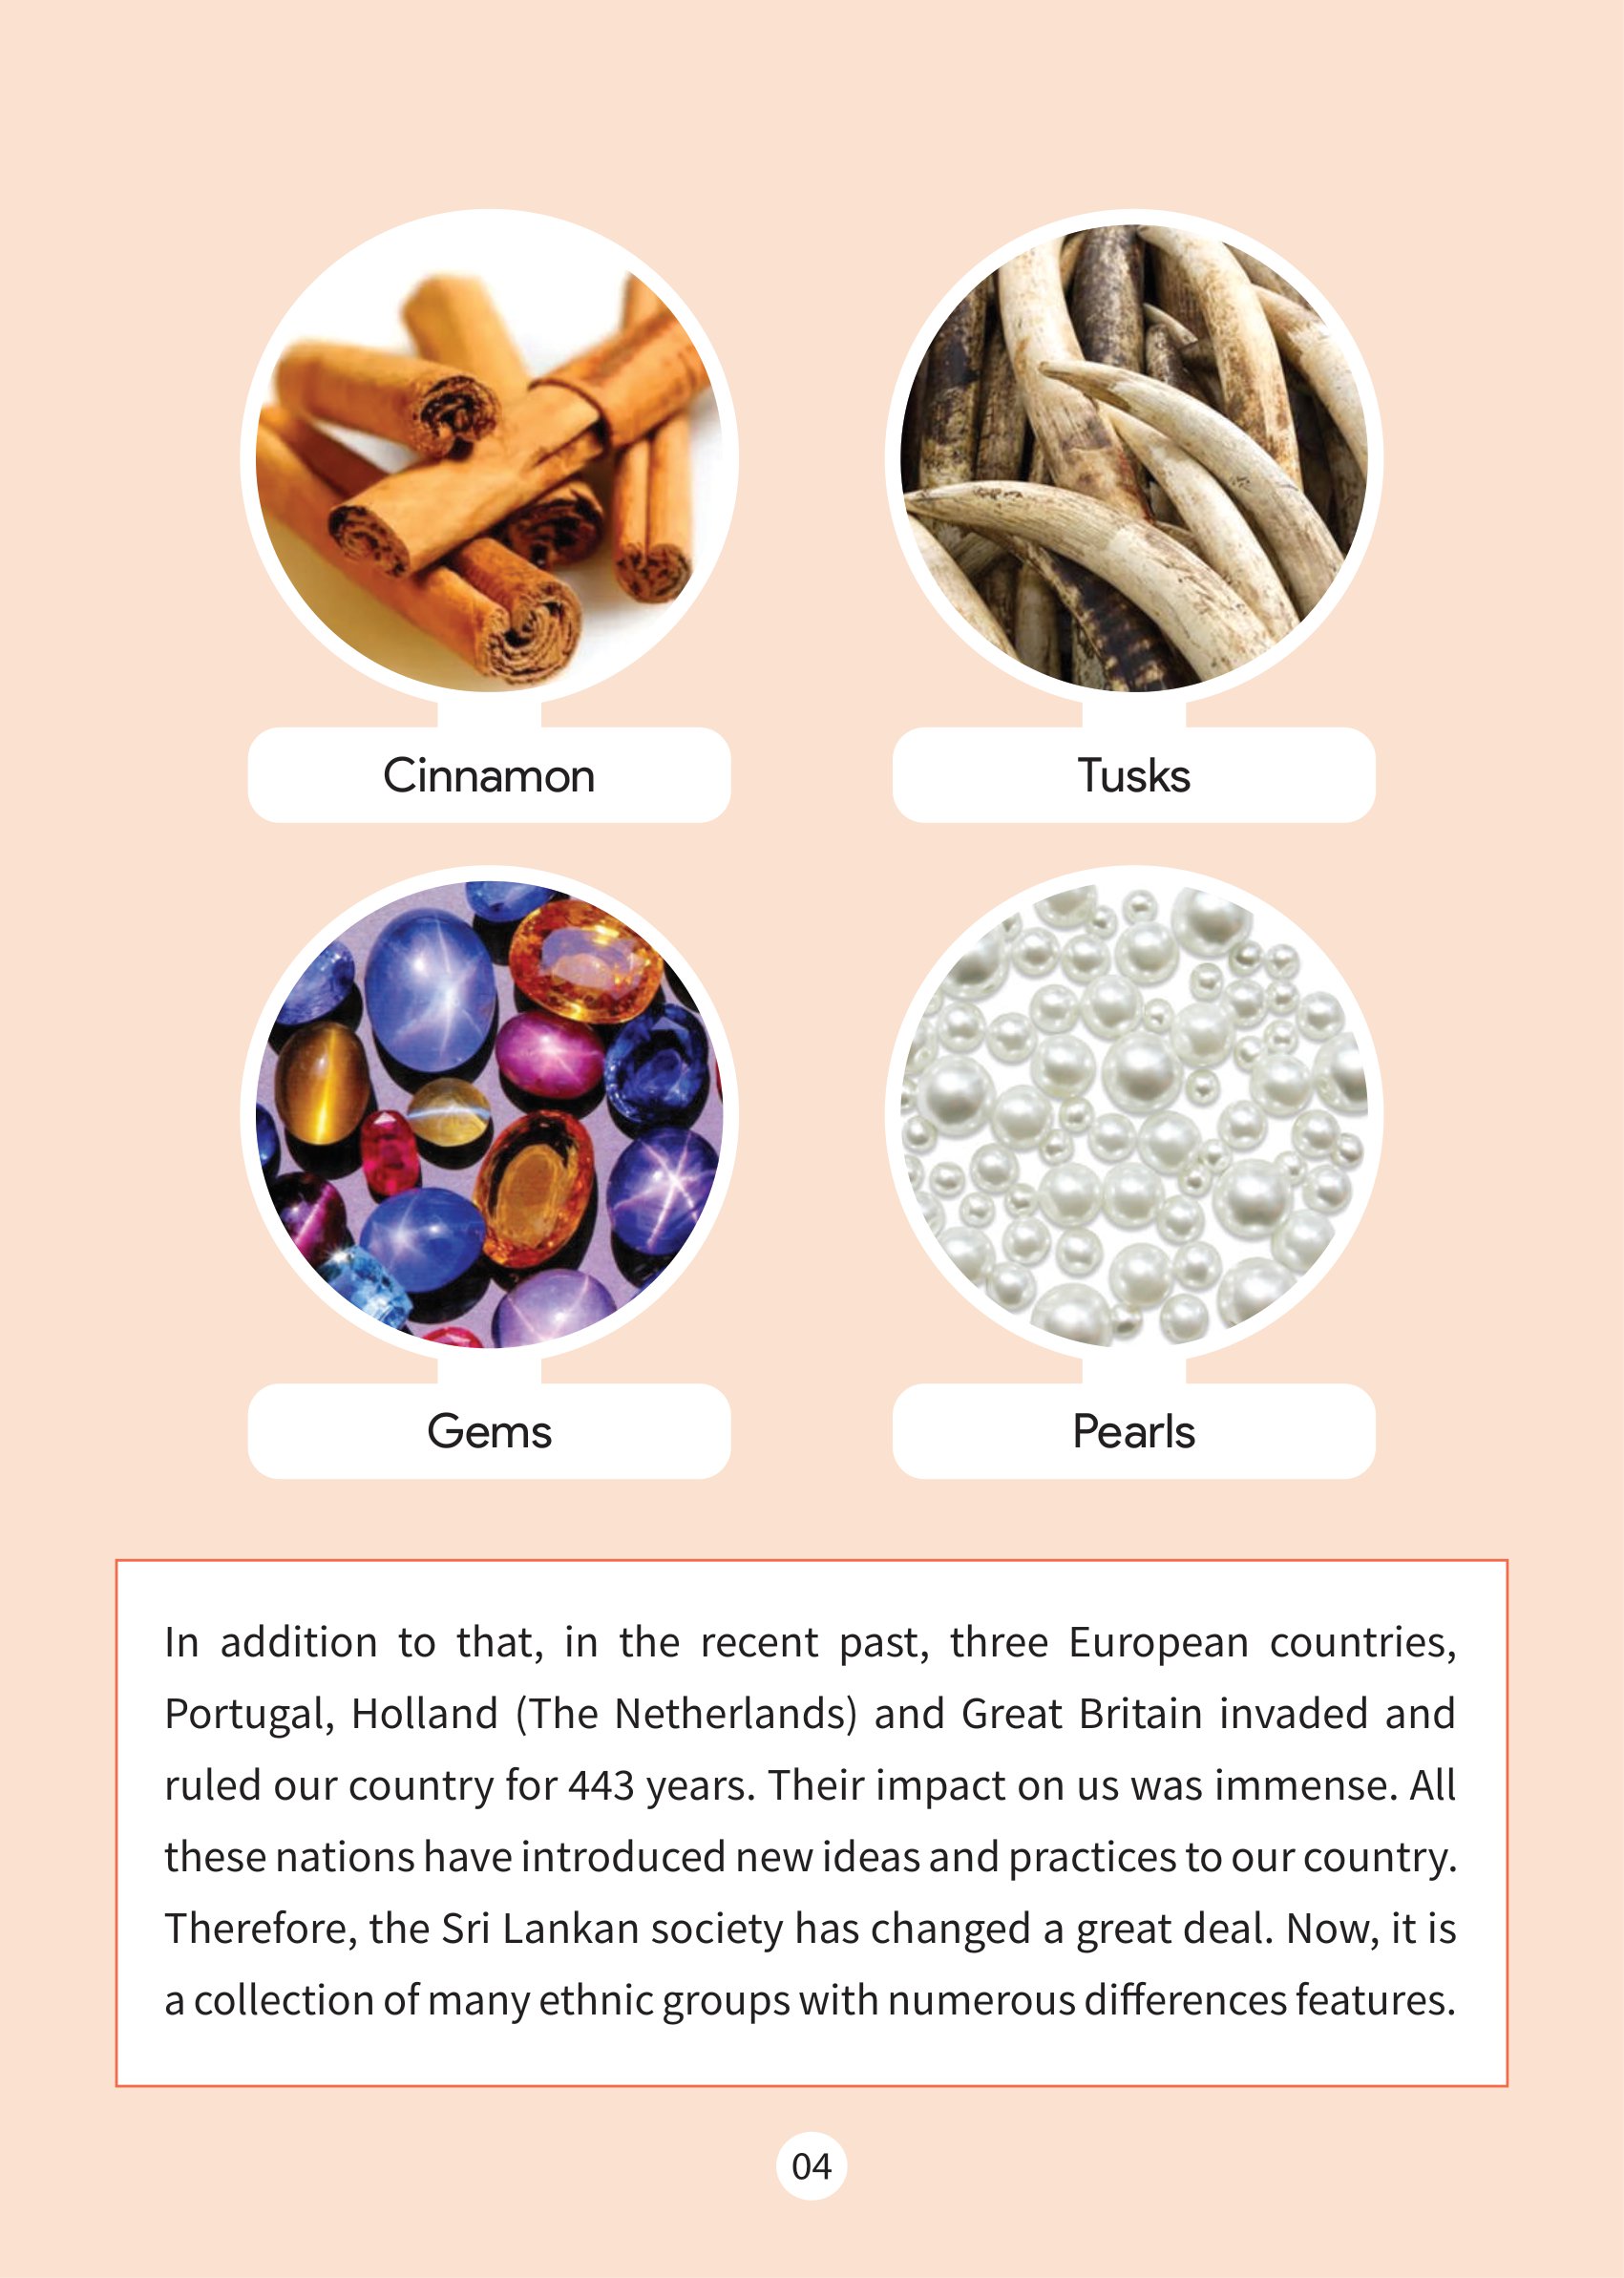 Cinnamon
Tusks
Gems
Pearls
In addition to that, in the recent past, three European countries,
Portugal, Holland (The Netherlands) and Great Britain invaded and
ruled our country for 443 years. Their impact on us was immense. All
these nations have introduced new ideas and practices to our country.
Therefore, the Sri Lankan society has changed a great deal. Now, it is
a collection of many ethnic groups with numerous differences features.
04